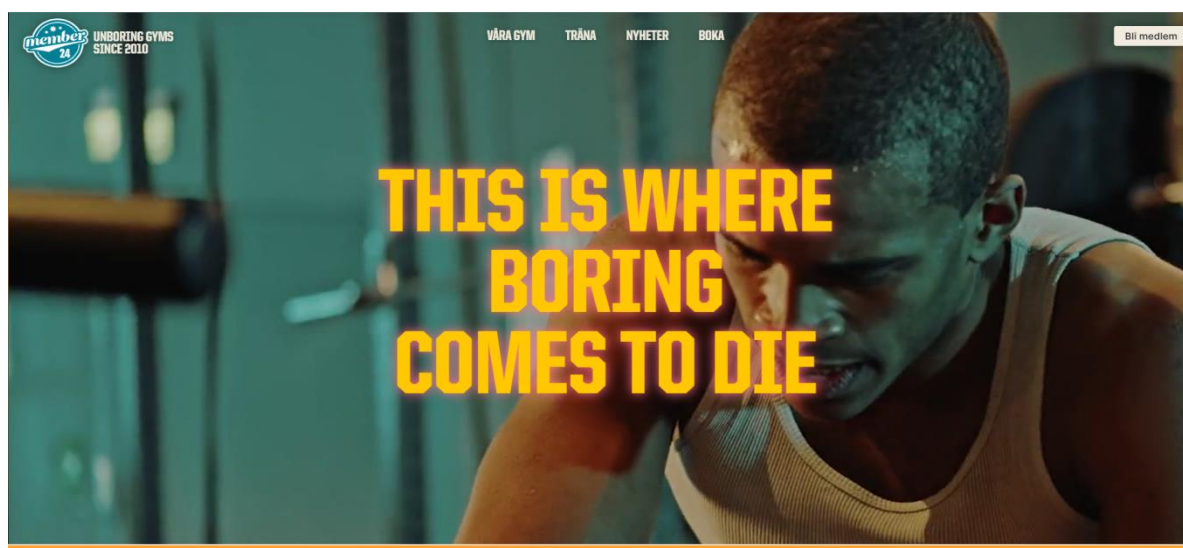 member
24
UNBORING GYMS
SINCE 2010
VÅRA GYM TRÄNA NYHETER BOKA
Bli medlem
THIS IS WHERE
BORING
COMES TO DIE